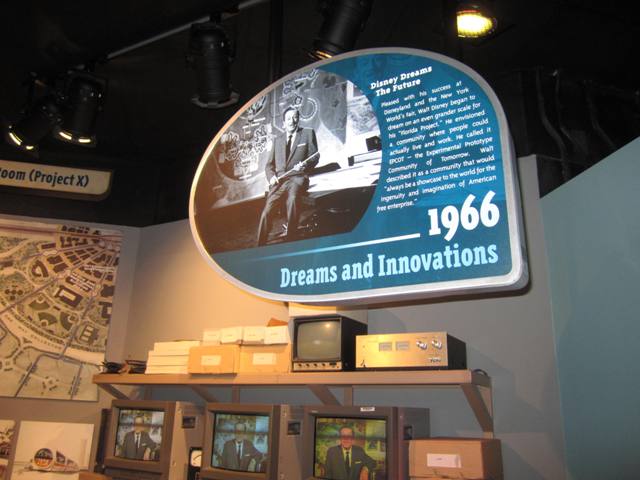 oom (Project X)
Disney Dreams
The Future
Pleased with his success at
Disneyland and the New York
World's Fair, Walt Disney began to
dream on an even grander scale for
his "Florida Project." He envisioned
a community where people could
actually live and work. He called it
EPCOT — the Experimental Prototype
Community of Tomorrow. Walt
described it as a community that would
"always be a showcase to the world for the
ingenuity and imagination of American
free enterprise."
1966
Dreams and Innovations